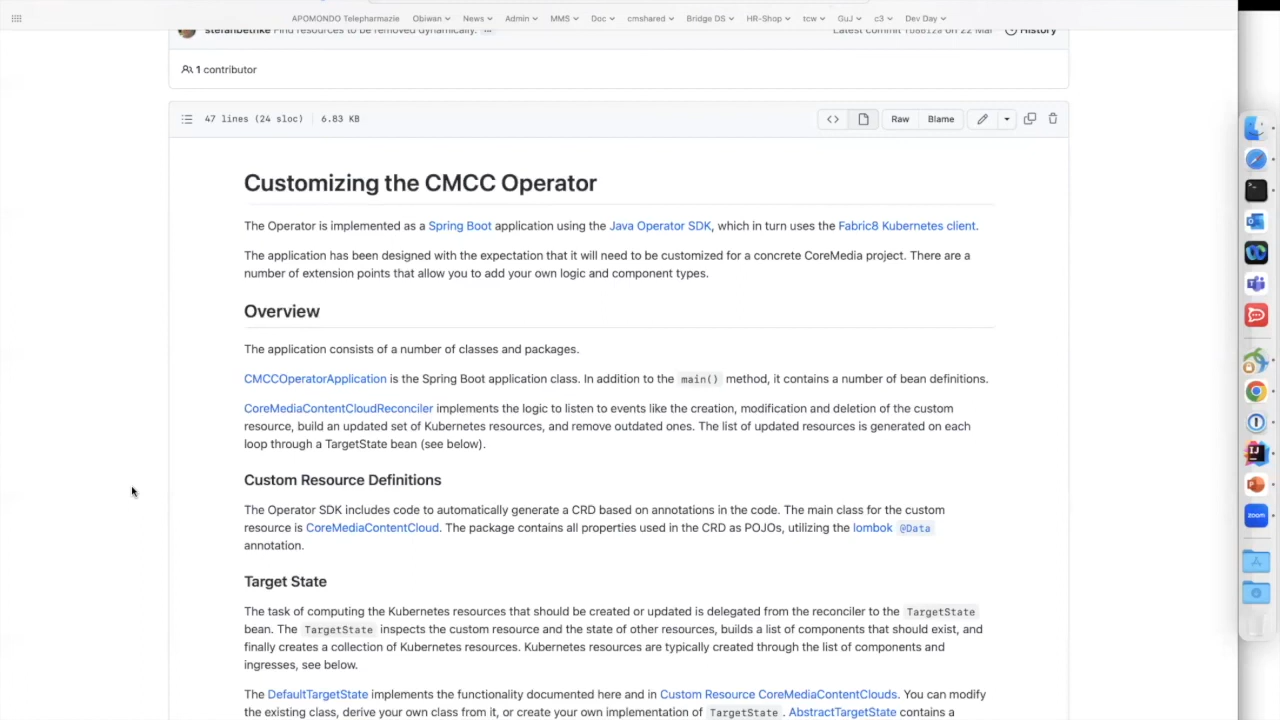 APOMONDO Telepharmazie Obiwan News Admin MMS Doc cmshared Bridge DS HR-Shop tcw GuJ c3 Dev Day
stefanbethke Find resources to be removed dynamically. ... Latest commit on 22 Mar History
1 contributor
47 lines (24 sloc) 6.83 KB Raw Blame
Customizing the CMCC Operator
The Operator is implemented as a Spring Boot application using the Java Operator SDK, which in turn uses the Fabric8 Kubernetes client.
The application has been designed with the expectation that it will need to be customized for a concrete CoreMedia project. There are a
number of extension points that allow you to add your own logic and component types.
Overview
The application consists of a number of classes and packages.
CMCCOperatorApplication is the Spring Boot application class. In addition to the main() method, it contains a number of bean definitions.
CoreMediaContentCloudReconciler implements the logic to listen to events like the creation, modification and deletion of the custom
resource, build an updated set of Kubernetes resources, and remove outdated ones. The list of updated resources is generated on each
loop through a TargetState bean (see below).
Custom Resource Definitions
The Operator SDK includes code to automatically generate a CRD based on annotations in the code. The main class for the custom
resource is CoreMediaContentCloud. The package contains all properties used in the CRD as POJOs, utilizing the lombok @Data
annotation.
Target State
The task of computing the Kubernetes resources that should be created or updated is delegated from the reconciler to the TargetState
bean. The TargetState inspects the custom resource and the state of other resources, builds a list of components that should exist, and
finally creates a collection of Kubernetes resources. Kubernetes resources are typically created through the list of components and
ingresses, see below.
The DefaultTargetState implements the functionality documented here and in Custom Resource CoreMediaContentClouds. You can modify
the existing class, derive your own class from it, or create your own implementation of TargetState. AbstractTargetState contains a
zoom